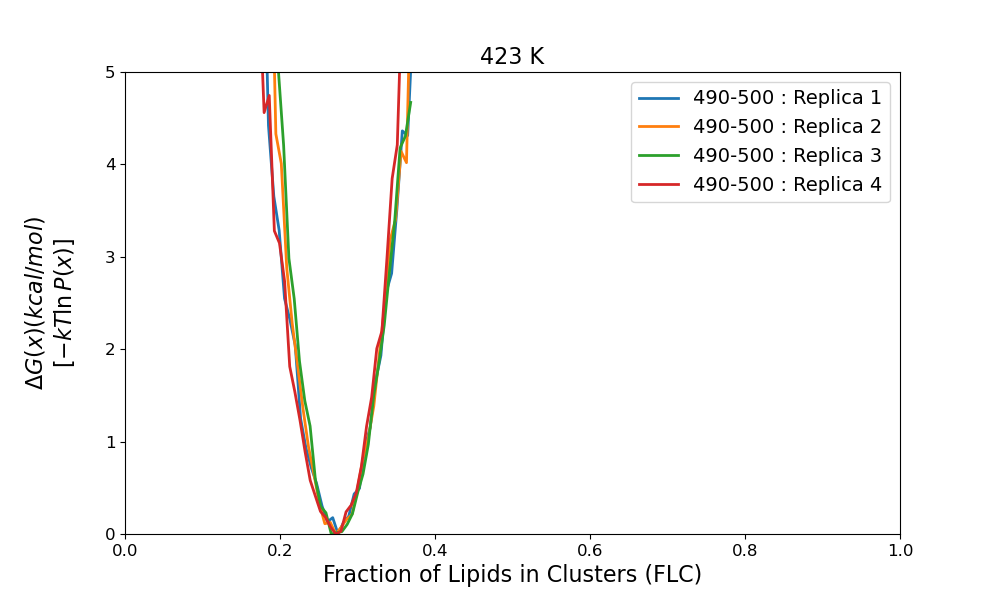 423 K
ΔG(x)(kcal/mol)
[−kT ln P(x)]
5
4
3
2
1
0
0.0 0.2 0.4 0.6 0.8 1.0
Fraction of Lipids in Clusters (FLC)
490-500 : Replica 1
490-500 : Replica 2
490-500 : Replica 3
490-500 : Replica 4